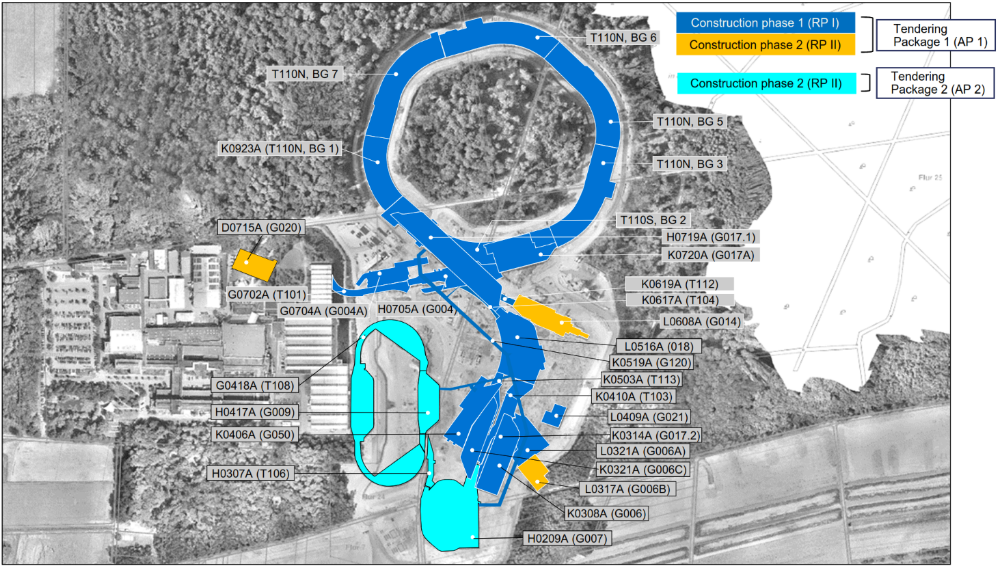 Construction phase 1 (RP I)
Construction phase 2 (RP II)
Tendering
Package 1 (AP 1)
Construction phase 2 (RP II)
Tendering
Package 2 (AP 2)
T110N, BG 6
T110N, BG 7
T110N, BG 5
K0923A (T110N, BG 1)
T110N, BG 3
Flur 25
T110S, BG 2
D0715A (G020)
H0719A (G017.1)
K0720A (G017A)
K0619A (T112)
G0702A (T101)
K0617A (T104)
G0704A (G004A)
H0705A (G004)
L0608A (G014)
L0516A (018)
K0519A (G120)
K0503A (T113)
G0418A (T108)
K0410A (T103)
H0417A (G009)
L0409A (G021)
K0406A (G050)
K0314A (G017.2)
L0321A (G006A)
K0321A (G006C)
H0307A (T106)
L0317A (G006B)
Flur 24
K0308A (G006)
H0209A (G007)